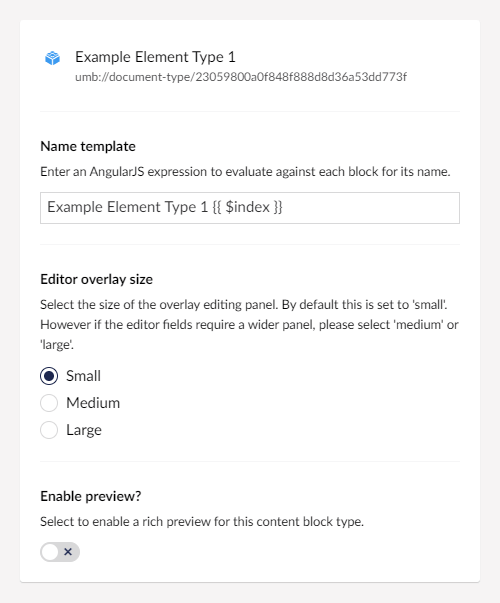 Example Element Type 1
umb://document-type/23059800a0f848f888d8d36a53dd773f
Name template
Enter an AngularJS expression to evaluate against each block for its name.
Example Element Type 1 {{ $index }}
Editor overlay size
Select the size of the overlay editing panel. By default this is set to 'small'.
However if the editor fields require a wider panel, please select 'medium' or
'large'.
Small
Medium
Large
Enable preview?
Select to enable a rich preview for this content block type.